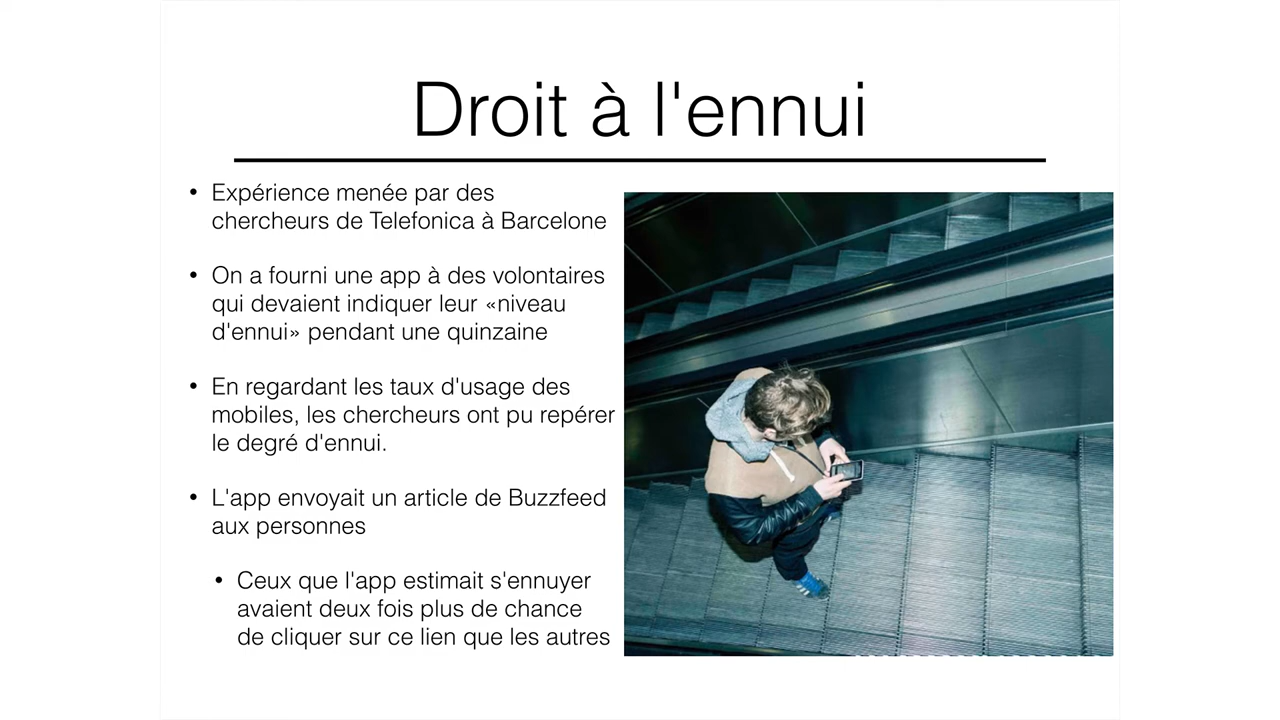 Droit à l'ennui
• Expérience menée par des
chercheurs de Telefonica à Barcelone
• On a fourni une app à des volontaires
qui devaient indiquer leur «niveau
d'ennui» pendant une quinzaine
• En regardant les taux d'usage des
mobiles, les chercheurs ont pu repérer
le degré d'ennui.
• L'app envoyait un article de Buzzfeed
aux personnes
• Ceux que l'app estimait s'ennuyer
avaient deux fois plus de chance
de cliquer sur ce lien que les autres